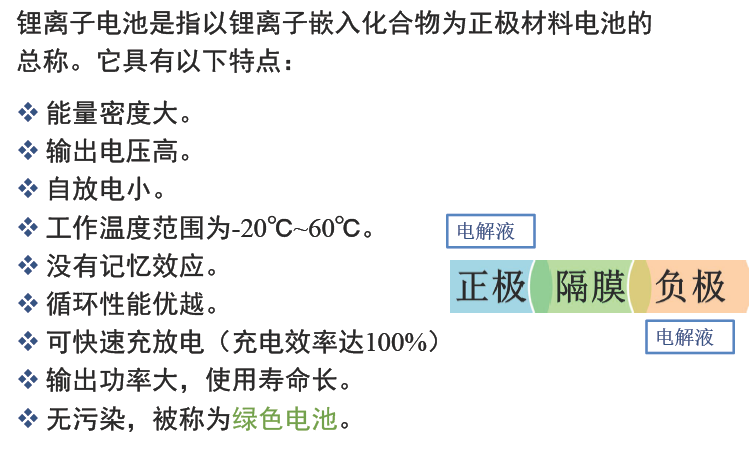 锂离子电池是指以锂离子嵌入化合物为正极材料电池的
总称。它具有以下特点：
❖ 能量密度大。
❖ 输出电压高。
❖ 自放电小。
❖ 工作温度范围为-20℃~60℃。
❖ 没有记忆效应。
❖ 循环性能优越。
❖ 可快速充放电（充电效率达100%）
❖ 输出功率大，使用寿命长。
❖ 无污染，被称为绿色电池。
电解液
正极 隔膜 负极
电解液